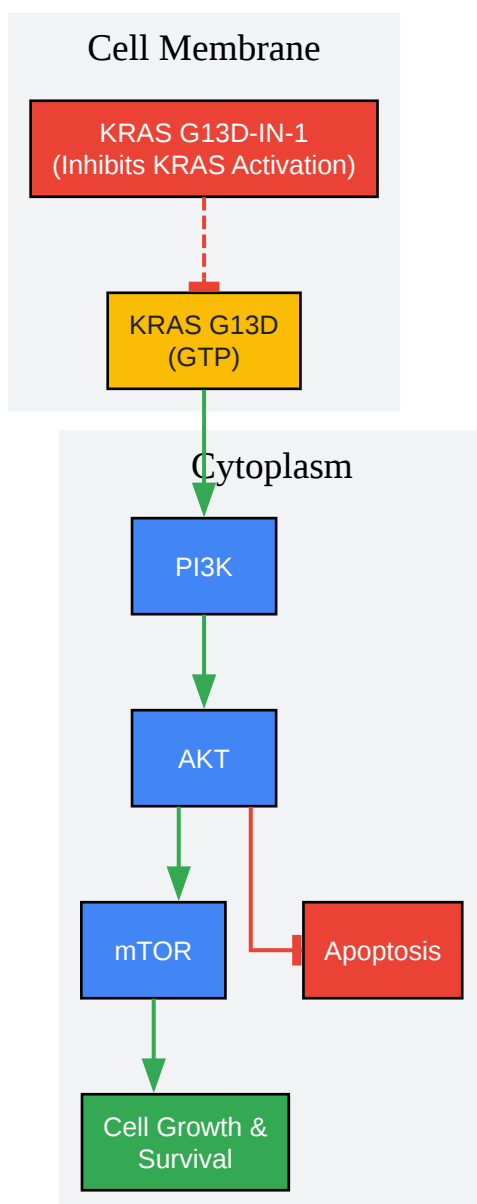 Cell Membrane
KRAS G13D-IN-1
(Inhibits KRAS Activation)
KRAS G13D
(GTP)
Cytoplasm
PI3K
AKT
mTOR
Apoptosis
Cell Growth &
Survival